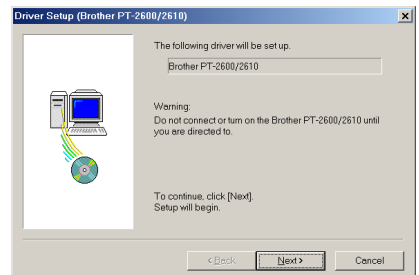 Driver Setup (Brother PT-2600/2610)
The following driver will be set up.
Brother PT-2600/2610
Warning:
Do not connect or turn on the Brother PT-2600/2610 until
you are directed to.
To continue, click [Next].
Setup will begin.
< Back
Next >
Cancel